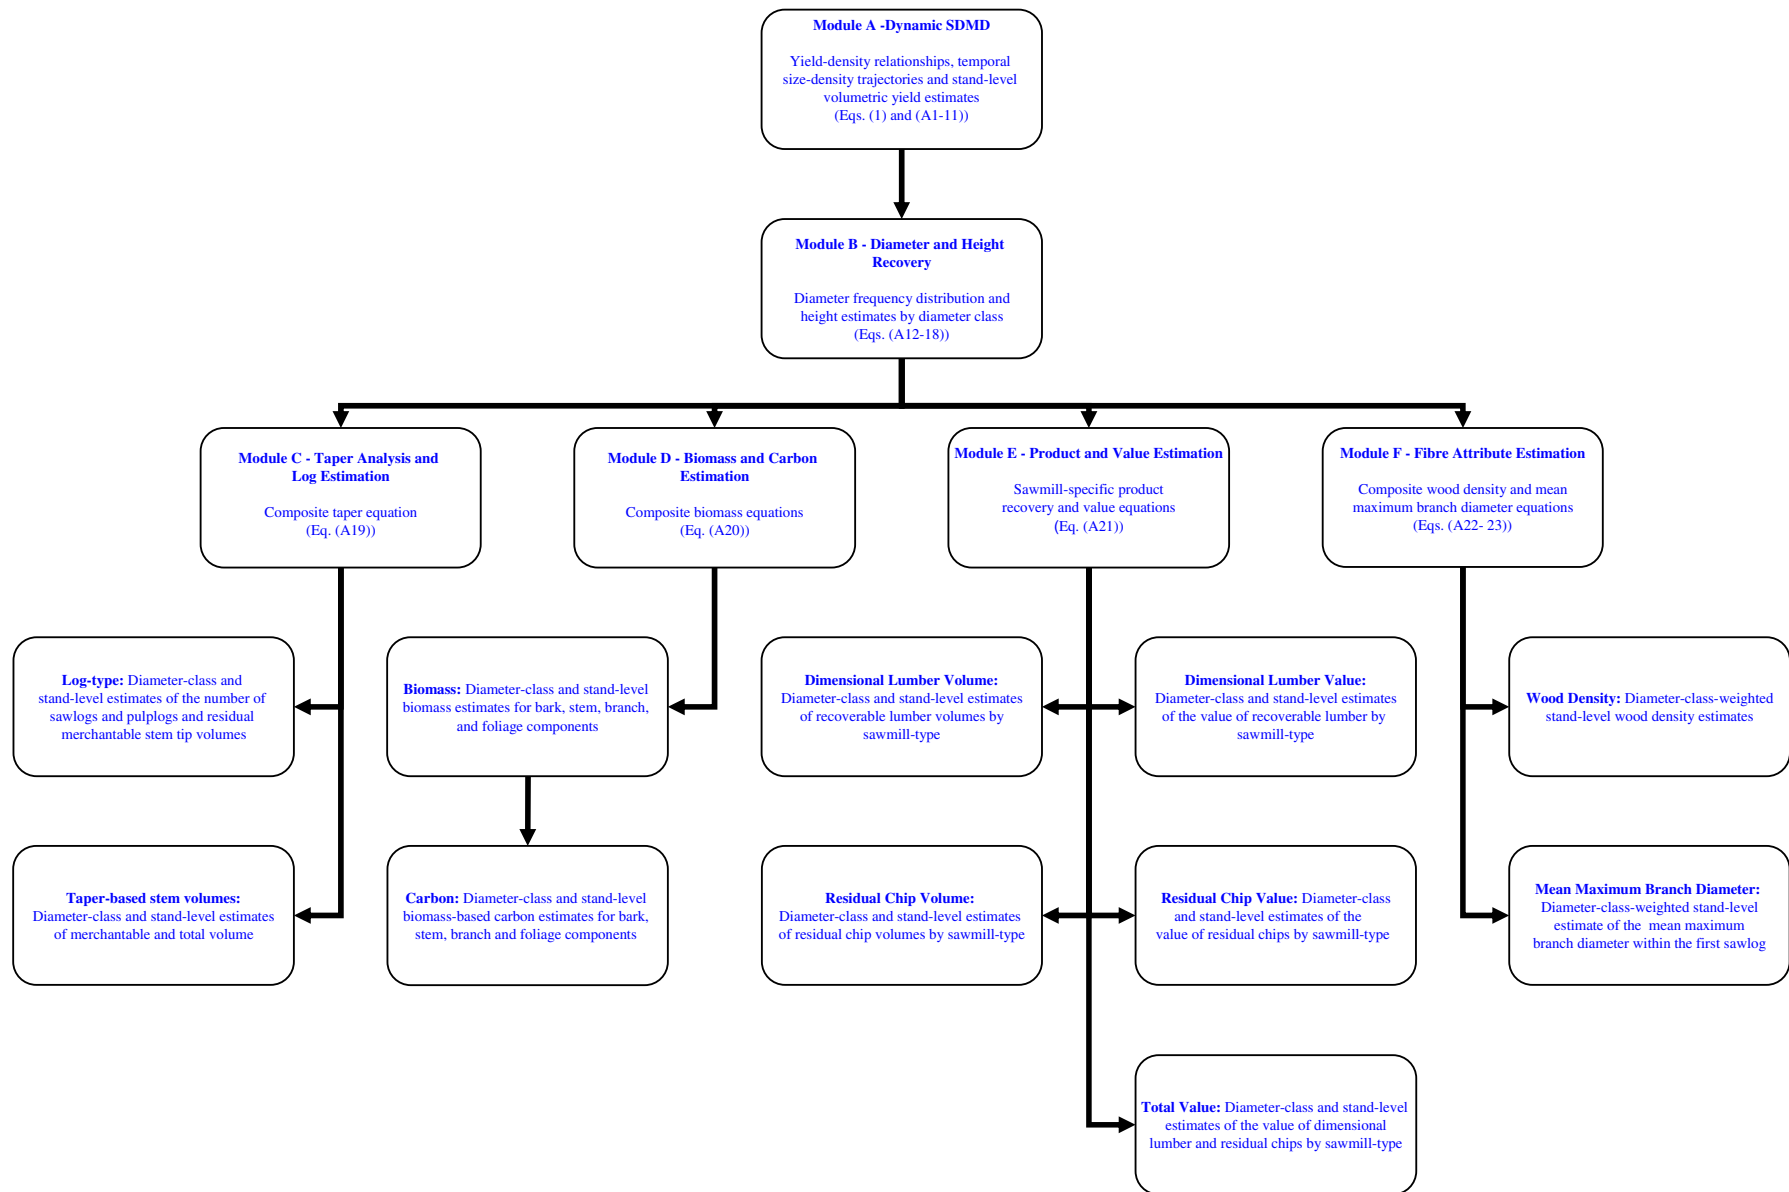 Module A -Dynamic SDMD
Yield-density relationships, temporal
size-density trajectories and stand-level
volumetric yield estimates
(Eqs. (1) and (A1-11))
Module B - Diameter and Height
Recovery
Diameter frequency distribution and
height estimates by diameter class
(Eqs. (A12-18))
Module C - Taper Analysis and
Log Estimation
Composite taper equation
(Eq. (A19))
Module D - Biomass and Carbon
Estimation
Composite biomass equations
(Eq. (A20))
Module E - Product and Value Estimation
Sawmill-specific product
recovery and value equations
(Eq. (A21))
Module F - Fibre Attribute Estimation
Composite wood density and mean
maximum branch diameter equations
(Eqs. (A22- 23))
Log-type: Diameter-class and
stand-level estimates of the number of
sawlogs and pulplogs and residual
merchantable stem tip volumes
Biomass: Diameter-class and stand-level
biomass estimates for bark, stem, branch,
and foliage components
Dimensional Lumber Volume:
Diameter-class and stand-level estimates
of recoverable lumber volumes by
sawmill-type
Dimensional Lumber Value:
Diameter-class and stand-level estimates
of the value of recoverable lumber by
sawmill-type
Wood Density: Diameter-class-weighted
stand-level wood density estimates
Taper-based stem volumes:
Diameter-class and stand-level estimates
of merchantable and total volume
Carbon: Diameter-class and stand-level
biomass-based carbon estimates for bark,
stem, branch and foliage components
Residual Chip Volume:
Diameter-class and stand-level estimates
of residual chip volumes by sawmill-type
Residual Chip Value: Diameter-class
and stand-level estimates of the
value of residual chips by sawmill-type
Mean Maximum Branch Diameter:
Diameter-class-weighted stand-level
estimate of the mean maximum
branch diameter within the first sawlog
Total Value: Diameter-class and stand-level
estimates of the value of dimensional
lumber and residual chips by sawmill-type